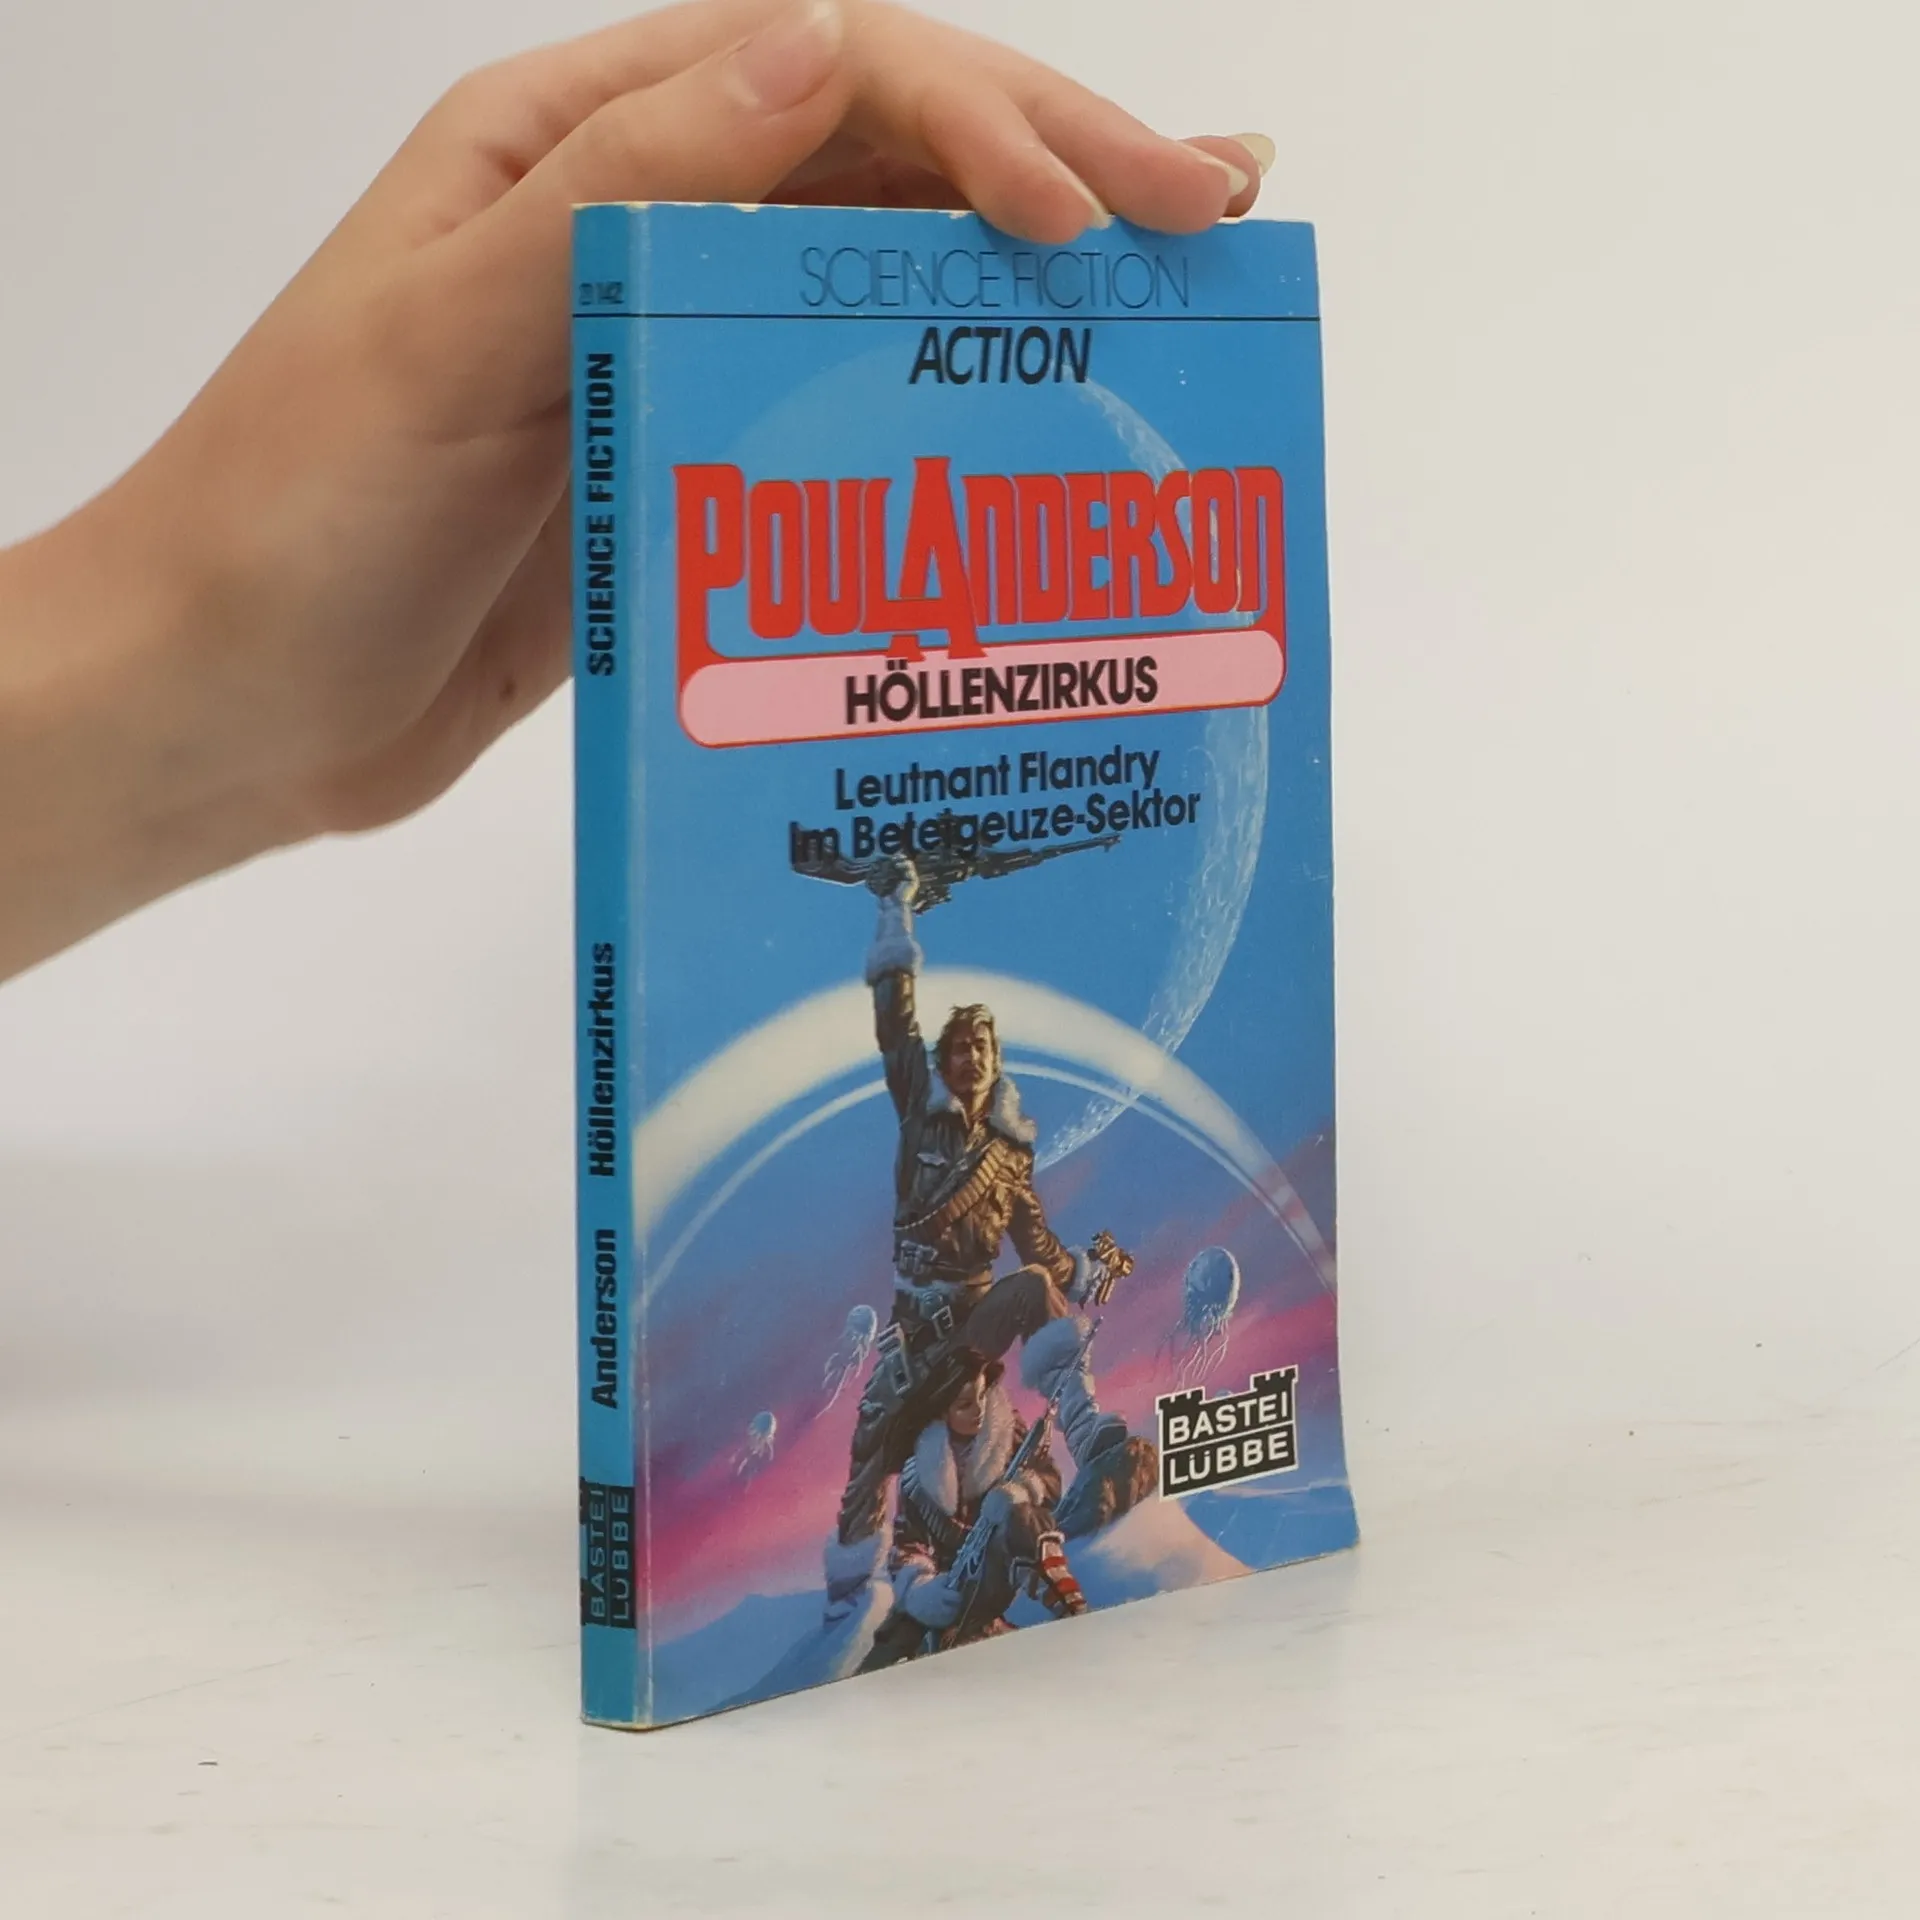 SCIENCE FICTION
ACTION
POUL ANDERSON
HÖLLENZIRKUS
Leutnant Flandry
im Beteigeuze-Sektor
BASTEI
LÜBBE
SCIENCE FICTION
Höllenzirkus
Anderson
BASTEI
LÜBBE